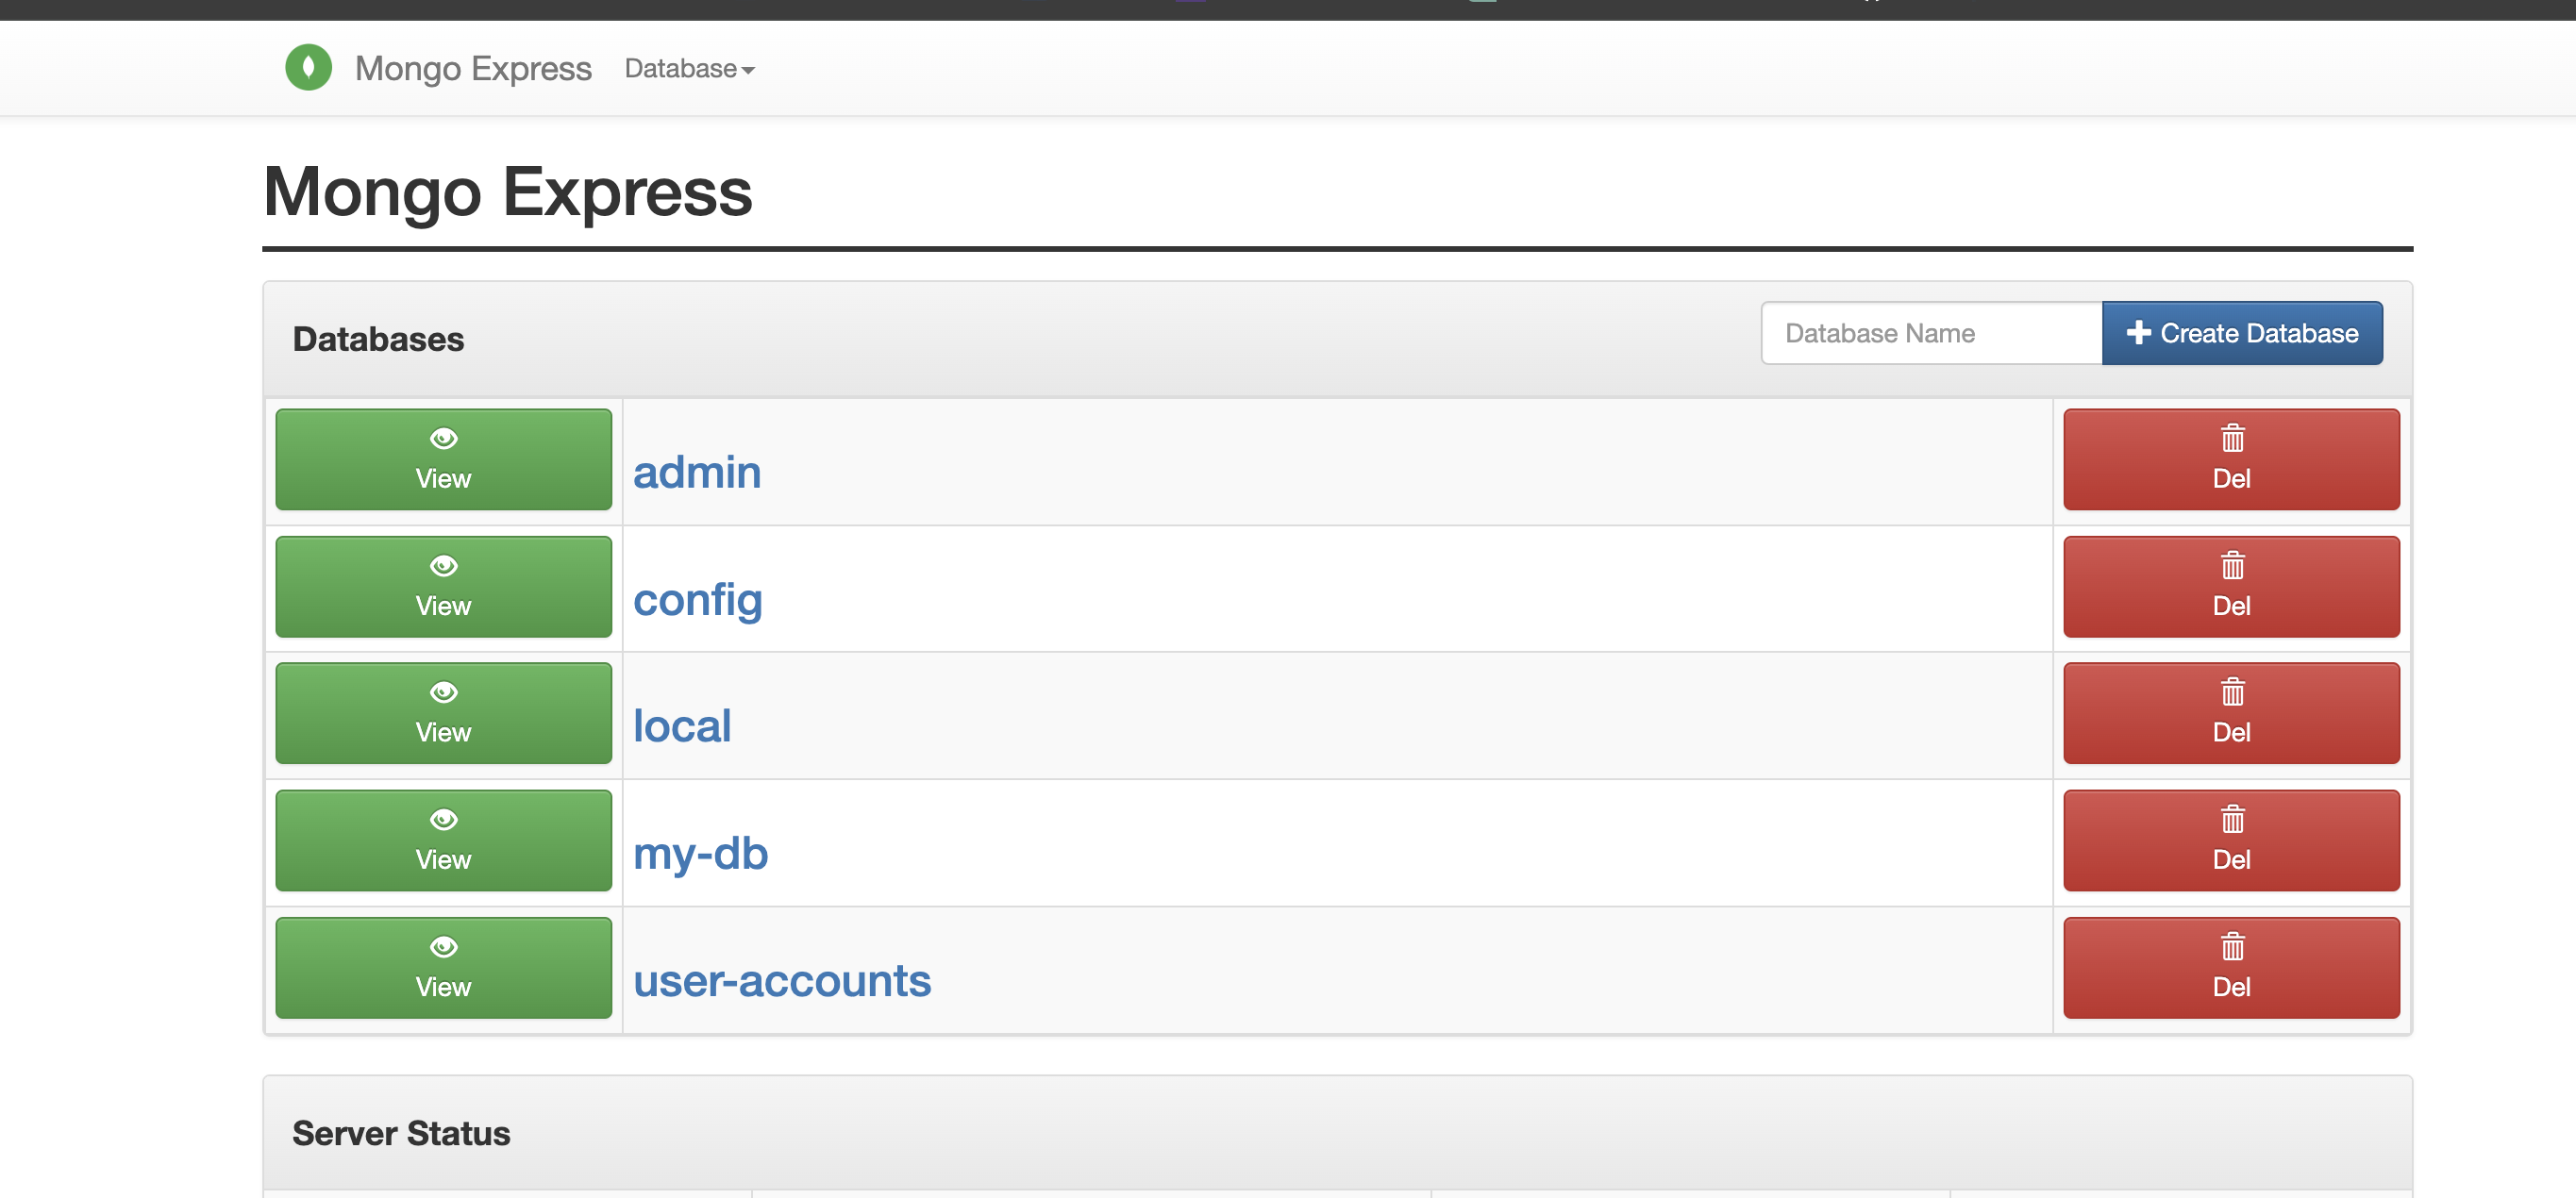 Mongo Express Database
Mongo Express
Databases
Database Name
Create Database
View
admin
Del
View
config
Del
View
local
Del
View
my-db
Del
View
user-accounts
Del
Server Status